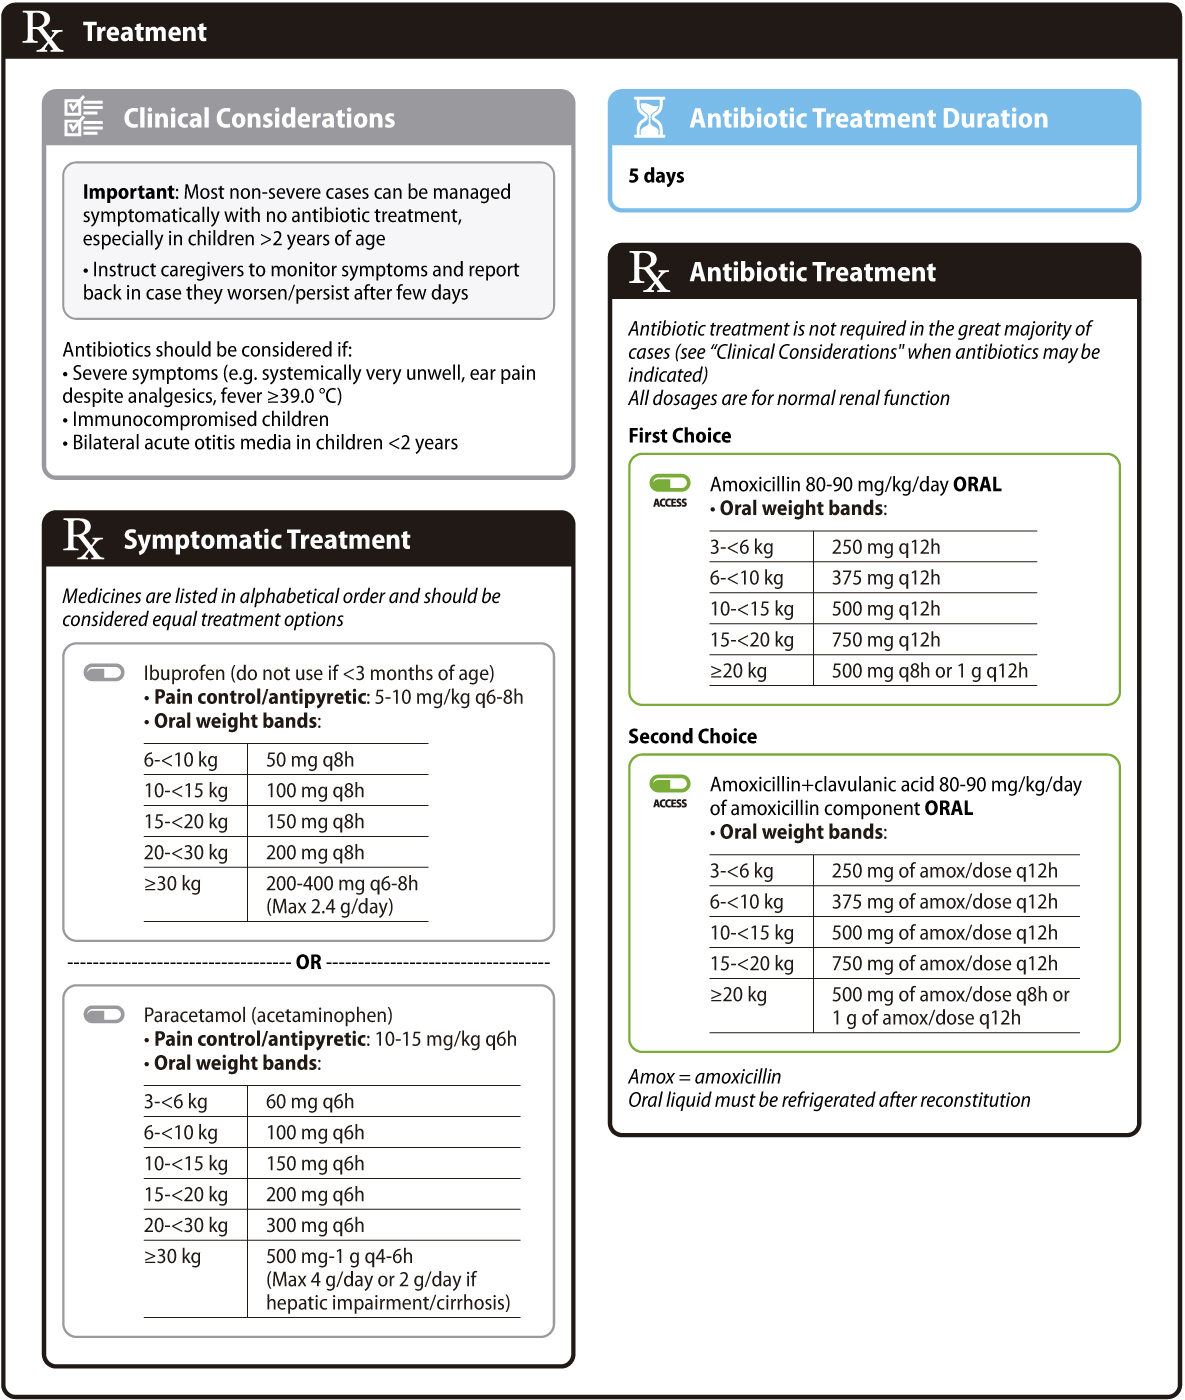 Rx Treatment
Clinical Considerations
Important: Most non-severe cases can be managed
symptomatically with no antibiotic treatment,
especially in children >2 years of age
• Instruct caregivers to monitor symptoms and report
back in case they worsen/persist after few days
Antibiotics should be considered if:
• Severe symptoms (e.g. systemically very unwell, ear pain
despite analgesics, fever ≥39.0 °C)
• Immunocompromised children
• Bilateral acute otitis media in children <2 years
Rx Symptomatic Treatment
Medicines are listed in alphabetical order and should be
considered equal treatment options
Ibuprofen (do not use if <3 months of age)
• Pain control/antipyretic: 5-10 mg/kg q6-8h
• Oral weight bands:
6-<10 kg 50 mg q8h
10-<15 kg 100 mg q8h
15-<20 kg 150 mg q8h
20-<30 kg 200 mg q8h
≥30 kg 200-400 mg q6-8h
(Max 2.4 g/day)
OR
Paracetamol (acetaminophen)
• Pain control/antipyretic: 10-15 mg/kg q6h
• Oral weight bands:
3-<6 kg 60 mg q6h
6-<10 kg 100 mg q6h
10-<15 kg 150 mg q6h
15-<20 kg 200 mg q6h
20-<30 kg 300 mg q6h
≥30 kg 500 mg-1 g q4-6h
(Max 4 g/day or 2 g/day if
hepatic impairment/cirrhosis)
Antibiotic Treatment Duration
5 days
Rx Antibiotic Treatment
Antibiotic treatment is not required in the great majority of
cases (see “Clinical Considerations" when antibiotics may be
indicated)
All dosages are for normal renal function
First Choice
ACCESS
Amoxicillin 80-90 mg/kg/day ORAL
• Oral weight bands:
3-<6 kg 250 mg q12h
6-<10 kg 375 mg q12h
10-<15 kg 500 mg q12h
15-<20 kg 750 mg q12h
≥20 kg 500 mg q8h or 1 g q12h
Second Choice
ACCESS
Amoxicillin+clavulanic acid 80-90 mg/kg/day
of amoxicillin component ORAL
• Oral weight bands:
3-<6 kg 250 mg of amox/dose q12h
6-<10 kg 375 mg of amox/dose q12h
10-<15 kg 500 mg of amox/dose q12h
15-<20 kg 750 mg of amox/dose q12h
≥20 kg 500 mg of amox/dose q8h or
1 g of amox/dose q12h
Amox = amoxicillin
Oral liquid must be refrigerated after reconstitution